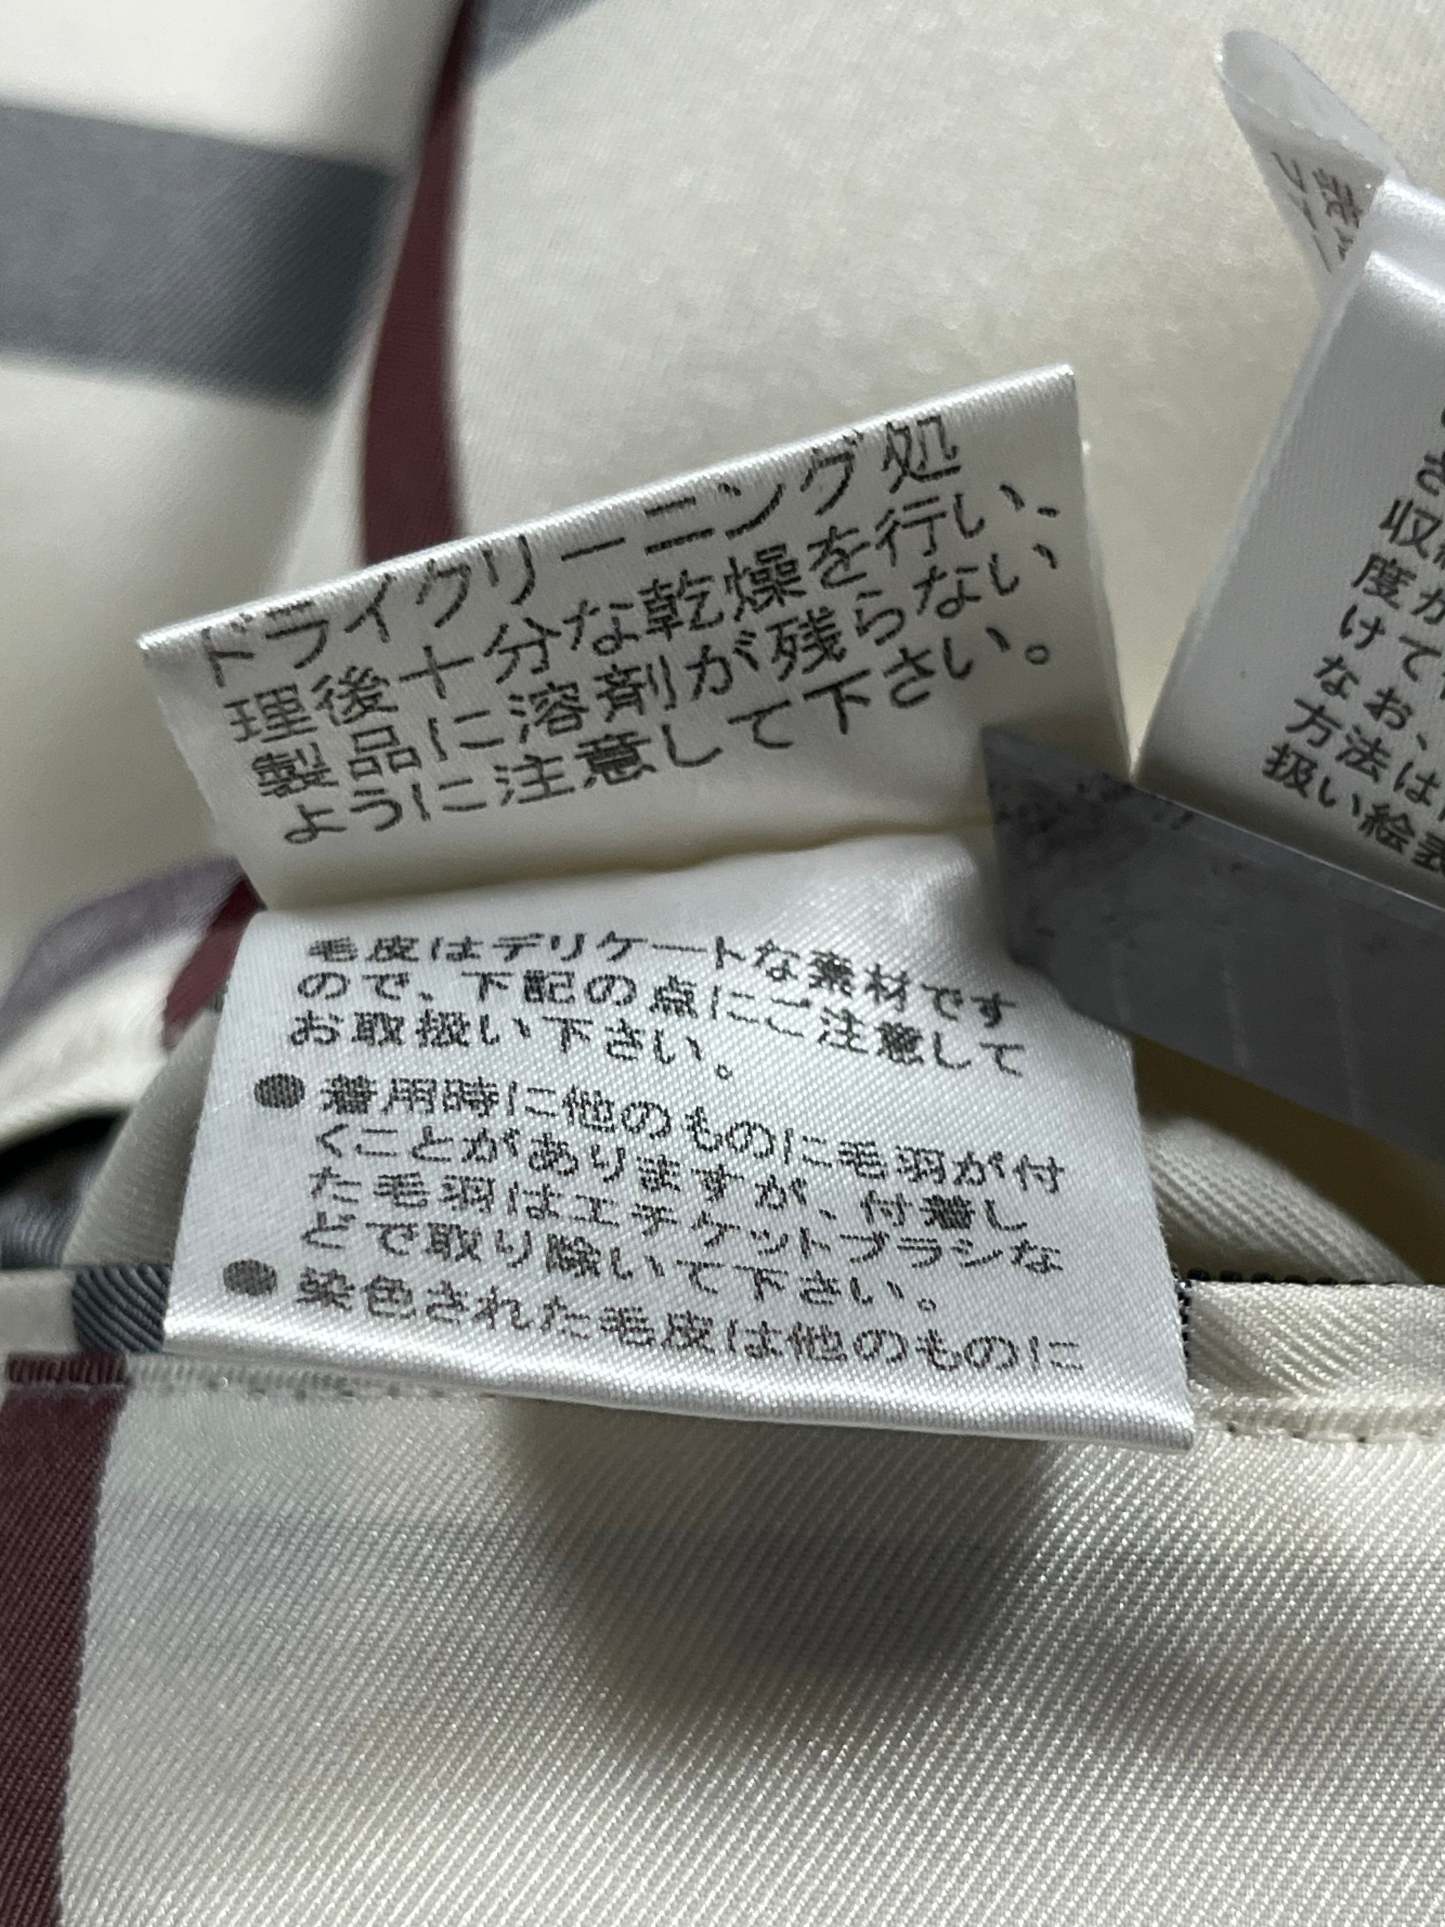 ドライクリーニング処
理後十分な乾燥を行い、
製品に溶剤が残らない
ように注意して下さい。
毛皮はデリケートな素材です
ので、下記の点にご注意して
お取扱い下さい。
●着用時に他のものに毛羽が付
くことがありますが、付着し
た毛羽はエチケットブラシな
どで取り除いて下さい。
●染色された毛皮は他のものに
収
度が
けて
なお、
方法は
扱い絵表